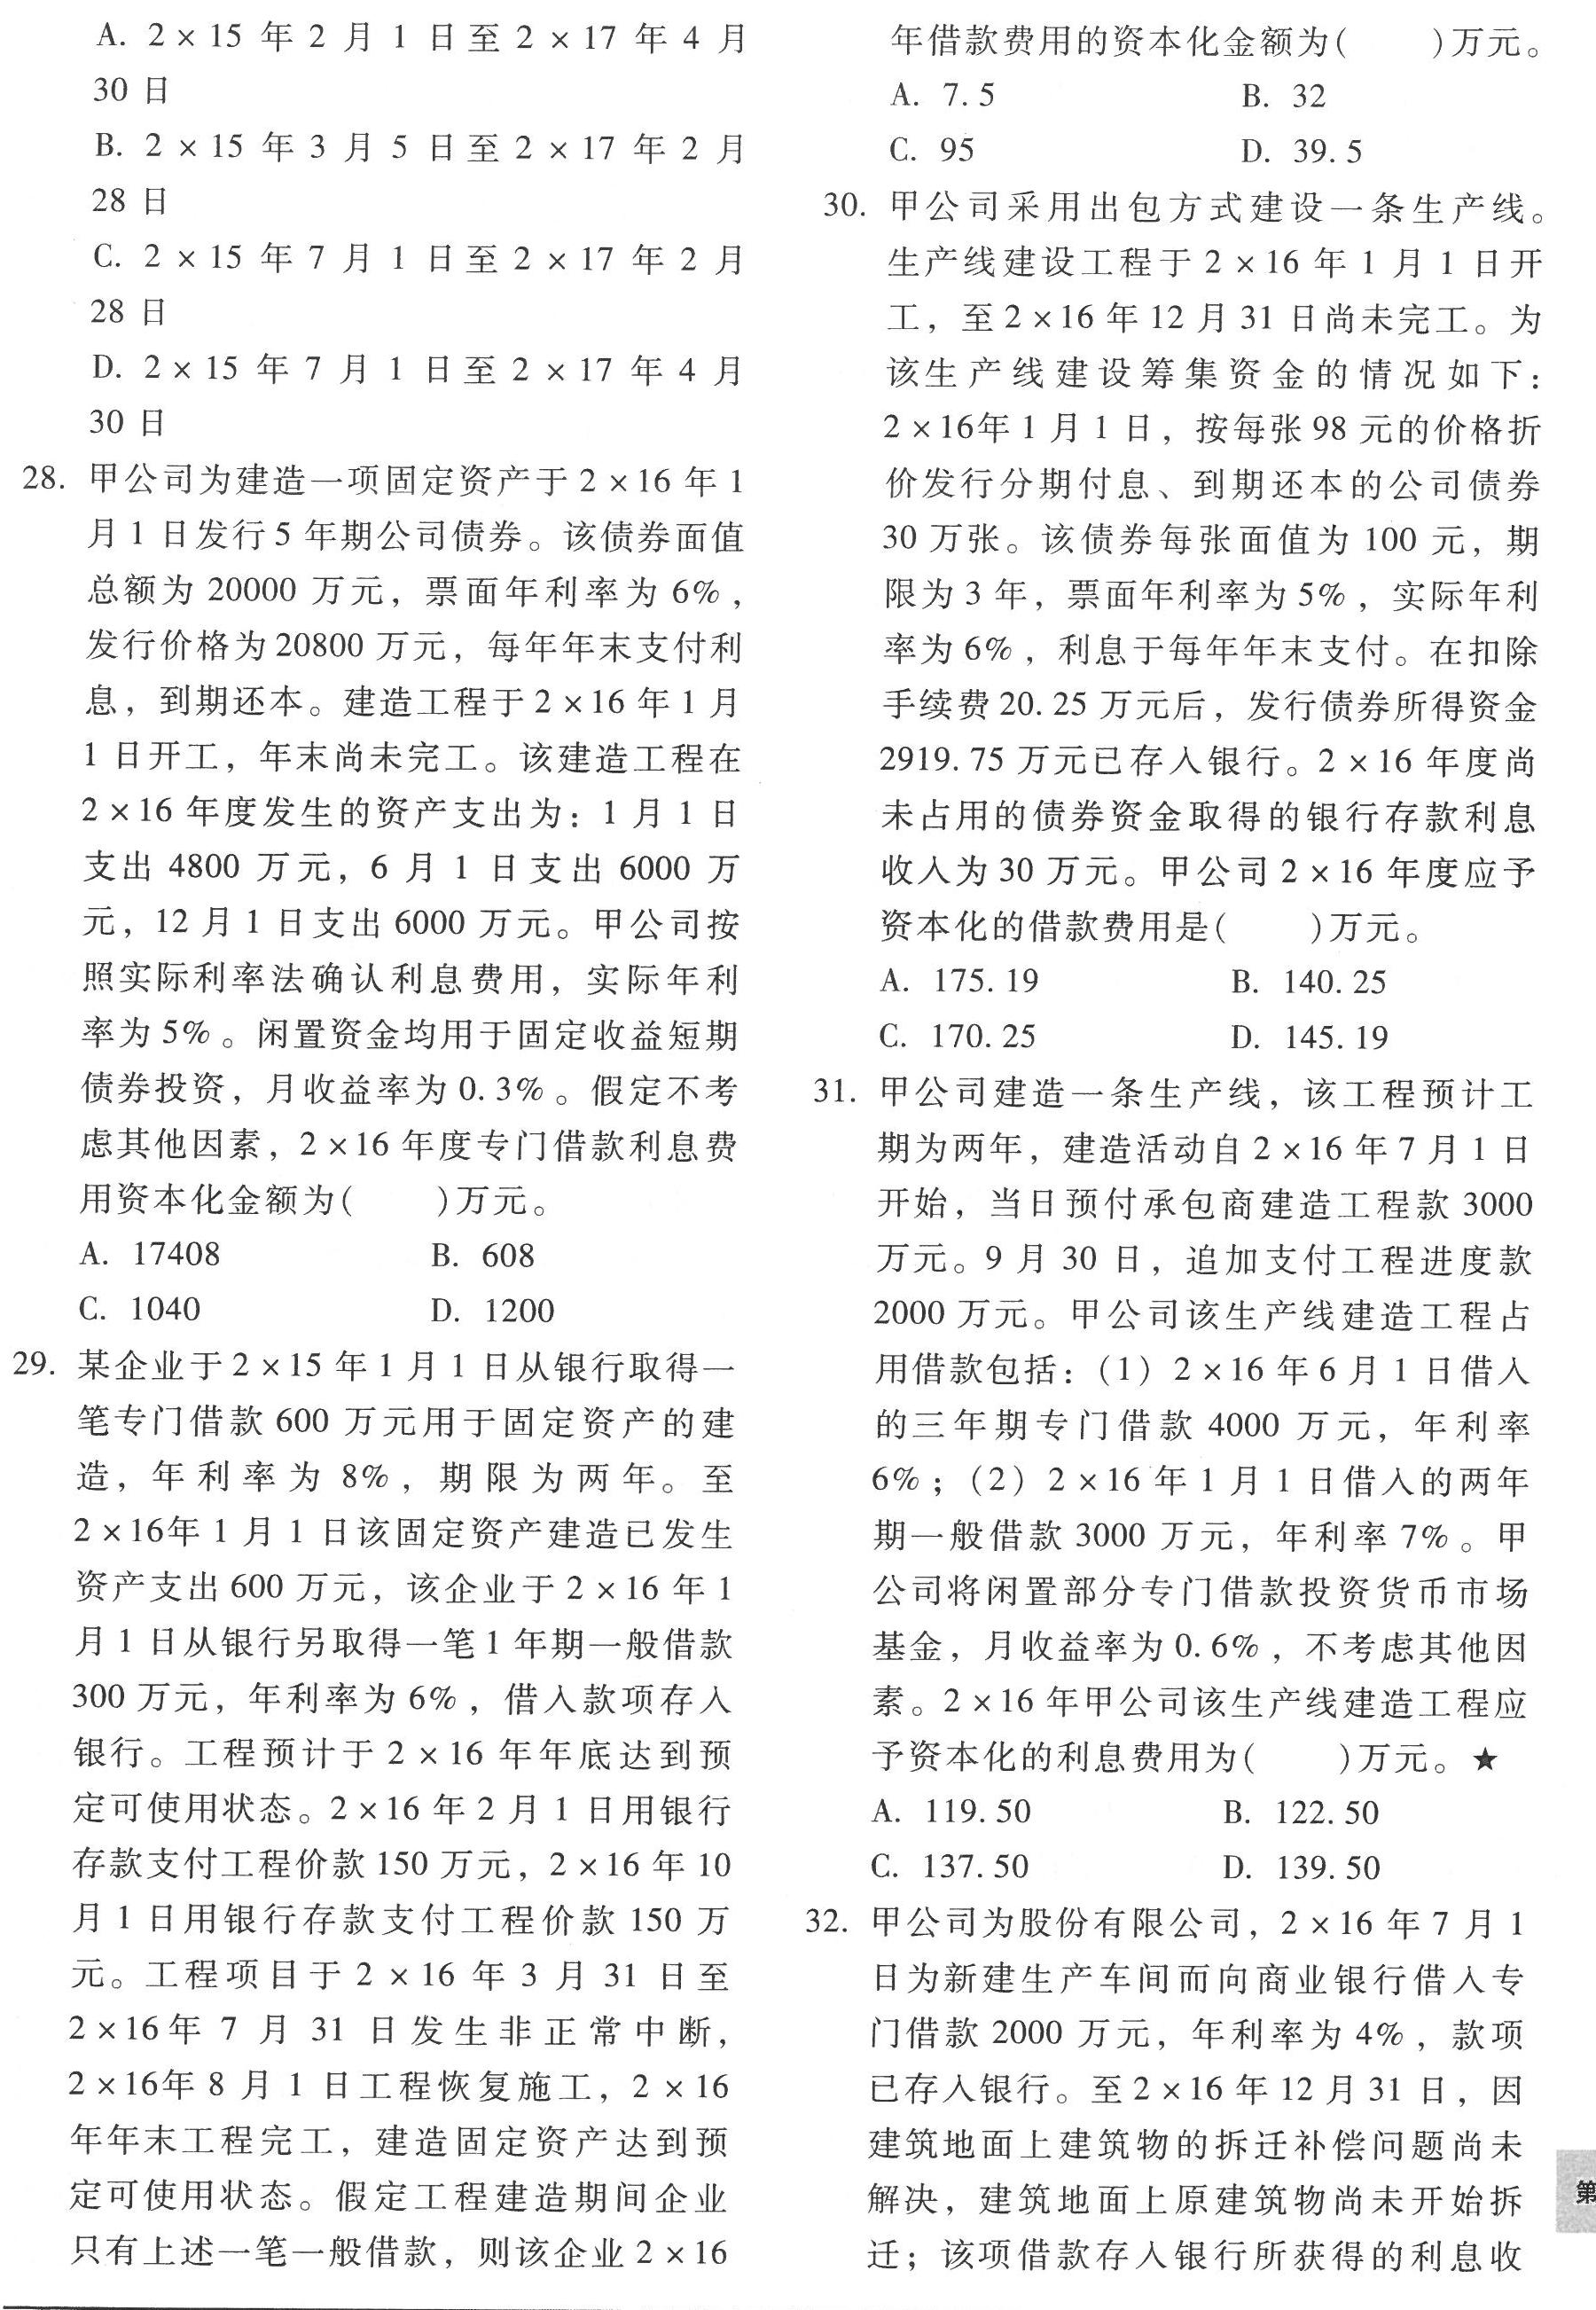 A. 2×15 年 2 月 1 日至 2×17 年 4 月
30 日
B. 2×15 年 3 月 5 日至 2×17 年 2 月
28 日
C. 2×15 年 7 月 1 日至 2×17 年 2 月
28 日
D. 2×15 年 7 月 1 日至 2×17 年 4 月
30 日
28. 甲公司为建造一项固定资产于 2×16 年 1
月 1 日发行 5 年期公司债券。该债券面值
总额为 20000 万元，票面年利率为 6%，
发行价格为 20800 万元，每年年末支付利
息，到期还本。建造工程于 2×16 年 1 月
1 日开工，年末尚未完工。该建造工程在
2×16 年度发生的资产支出为：1 月 1 日
支出 4800 万元，6 月 1 日支出 6000 万
元，12 月 1 日支出 6000 万元。甲公司按
照实际利率法确认利息费用，实际年利
率为 5%。闲置资金均用于固定收益短期
债券投资，月收益率为 0.3%。假定不考
虑其他因素，2×16 年度专门借款利息费
用资本化金额为(　　)万元。
A. 17408 B. 608
C. 1040 D. 1200
29. 某企业于 2×15 年 1 月 1 日从银行取得一
笔专门借款 600 万元用于固定资产的建
造，年利率为 8%，期限为两年。至
2×16年 1 月 1 日该固定资产建造已发生
资产支出 600 万元，该企业于 2×16 年 1
月 1 日从银行另取得一笔 1 年期一般借款
300 万元，年利率为 6%，借入款项存入
银行。工程预计于 2×16 年年底达到预
定可使用状态。2×16 年 2 月 1 日用银行
存款支付工程价款 150 万元，2×16 年 10
月 1 日用银行存款支付工程价款 150 万
元。工程项目于 2×16 年 3 月 31 日至
2×16年 7 月 31 日发生非正常中断，
2×16年 8 月 1 日工程恢复施工，2×16
年年末工程完工，建造固定资产达到预
定可使用状态。假定工程建造期间企业
只有上述一笔一般借款，则该企业 2×16
年借款费用的资本化金额为(　　)万元。
A. 7.5 B. 32
C. 95 D. 39.5
30. 甲公司采用出包方式建设一条生产线。
生产线建设工程于 2×16 年 1 月 1 日开
工，至 2×16 年 12 月 31 日尚未完工。为
该生产线建设筹集资金的情况如下：
2×16年 1 月 1 日，按每张 98 元的价格折
价发行分期付息、到期还本的公司债券
30 万张。该债券每张面值为 100 元，期
限为 3 年，票面年利率为 5%，实际年利
率为 6%，利息于每年年末支付。在扣除
手续费 20.25 万元后，发行债券所得资金
2919.75 万元已存入银行。2×16 年度尚
未占用的债券资金取得的银行存款利息
收入为 30 万元。甲公司 2×16 年度应予
资本化的借款费用是(　　)万元。
A. 175.19 B. 140.25
C. 170.25 D. 145.19
31. 甲公司建造一条生产线，该工程预计工
期为两年，建造活动自 2×16 年 7 月 1 日
开始，当日预付承包商建造工程款 3000
万元。9 月 30 日，追加支付工程进度款
2000 万元。甲公司该生产线建造工程占
用借款包括：(1) 2×16 年 6 月 1 日借入
的三年期专门借款 4000 万元，年利率
6%；(2) 2×16 年 1 月 1 日借入的两年
期一般借款 3000 万元，年利率 7%。甲
公司将闲置部分专门借款投资货币市场
基金，月收益率为 0.6%，不考虑其他因
素。2×16 年甲公司该生产线建造工程应
予资本化的利息费用为(　　)万元。★
A. 119.50 B. 122.50
C. 137.50 D. 139.50
32. 甲公司为股份有限公司，2×16 年 7 月 1
日为新建生产车间而向商业银行借入专
门借款 2000 万元，年利率为 4%，款项
已存入银行。至 2×16 年 12 月 31 日，因
建筑地面上建筑物的拆迁补偿问题尚未
解决，建筑地面上原建筑物尚未开始拆
迁；该项借款存入银行所获得的利息收
第